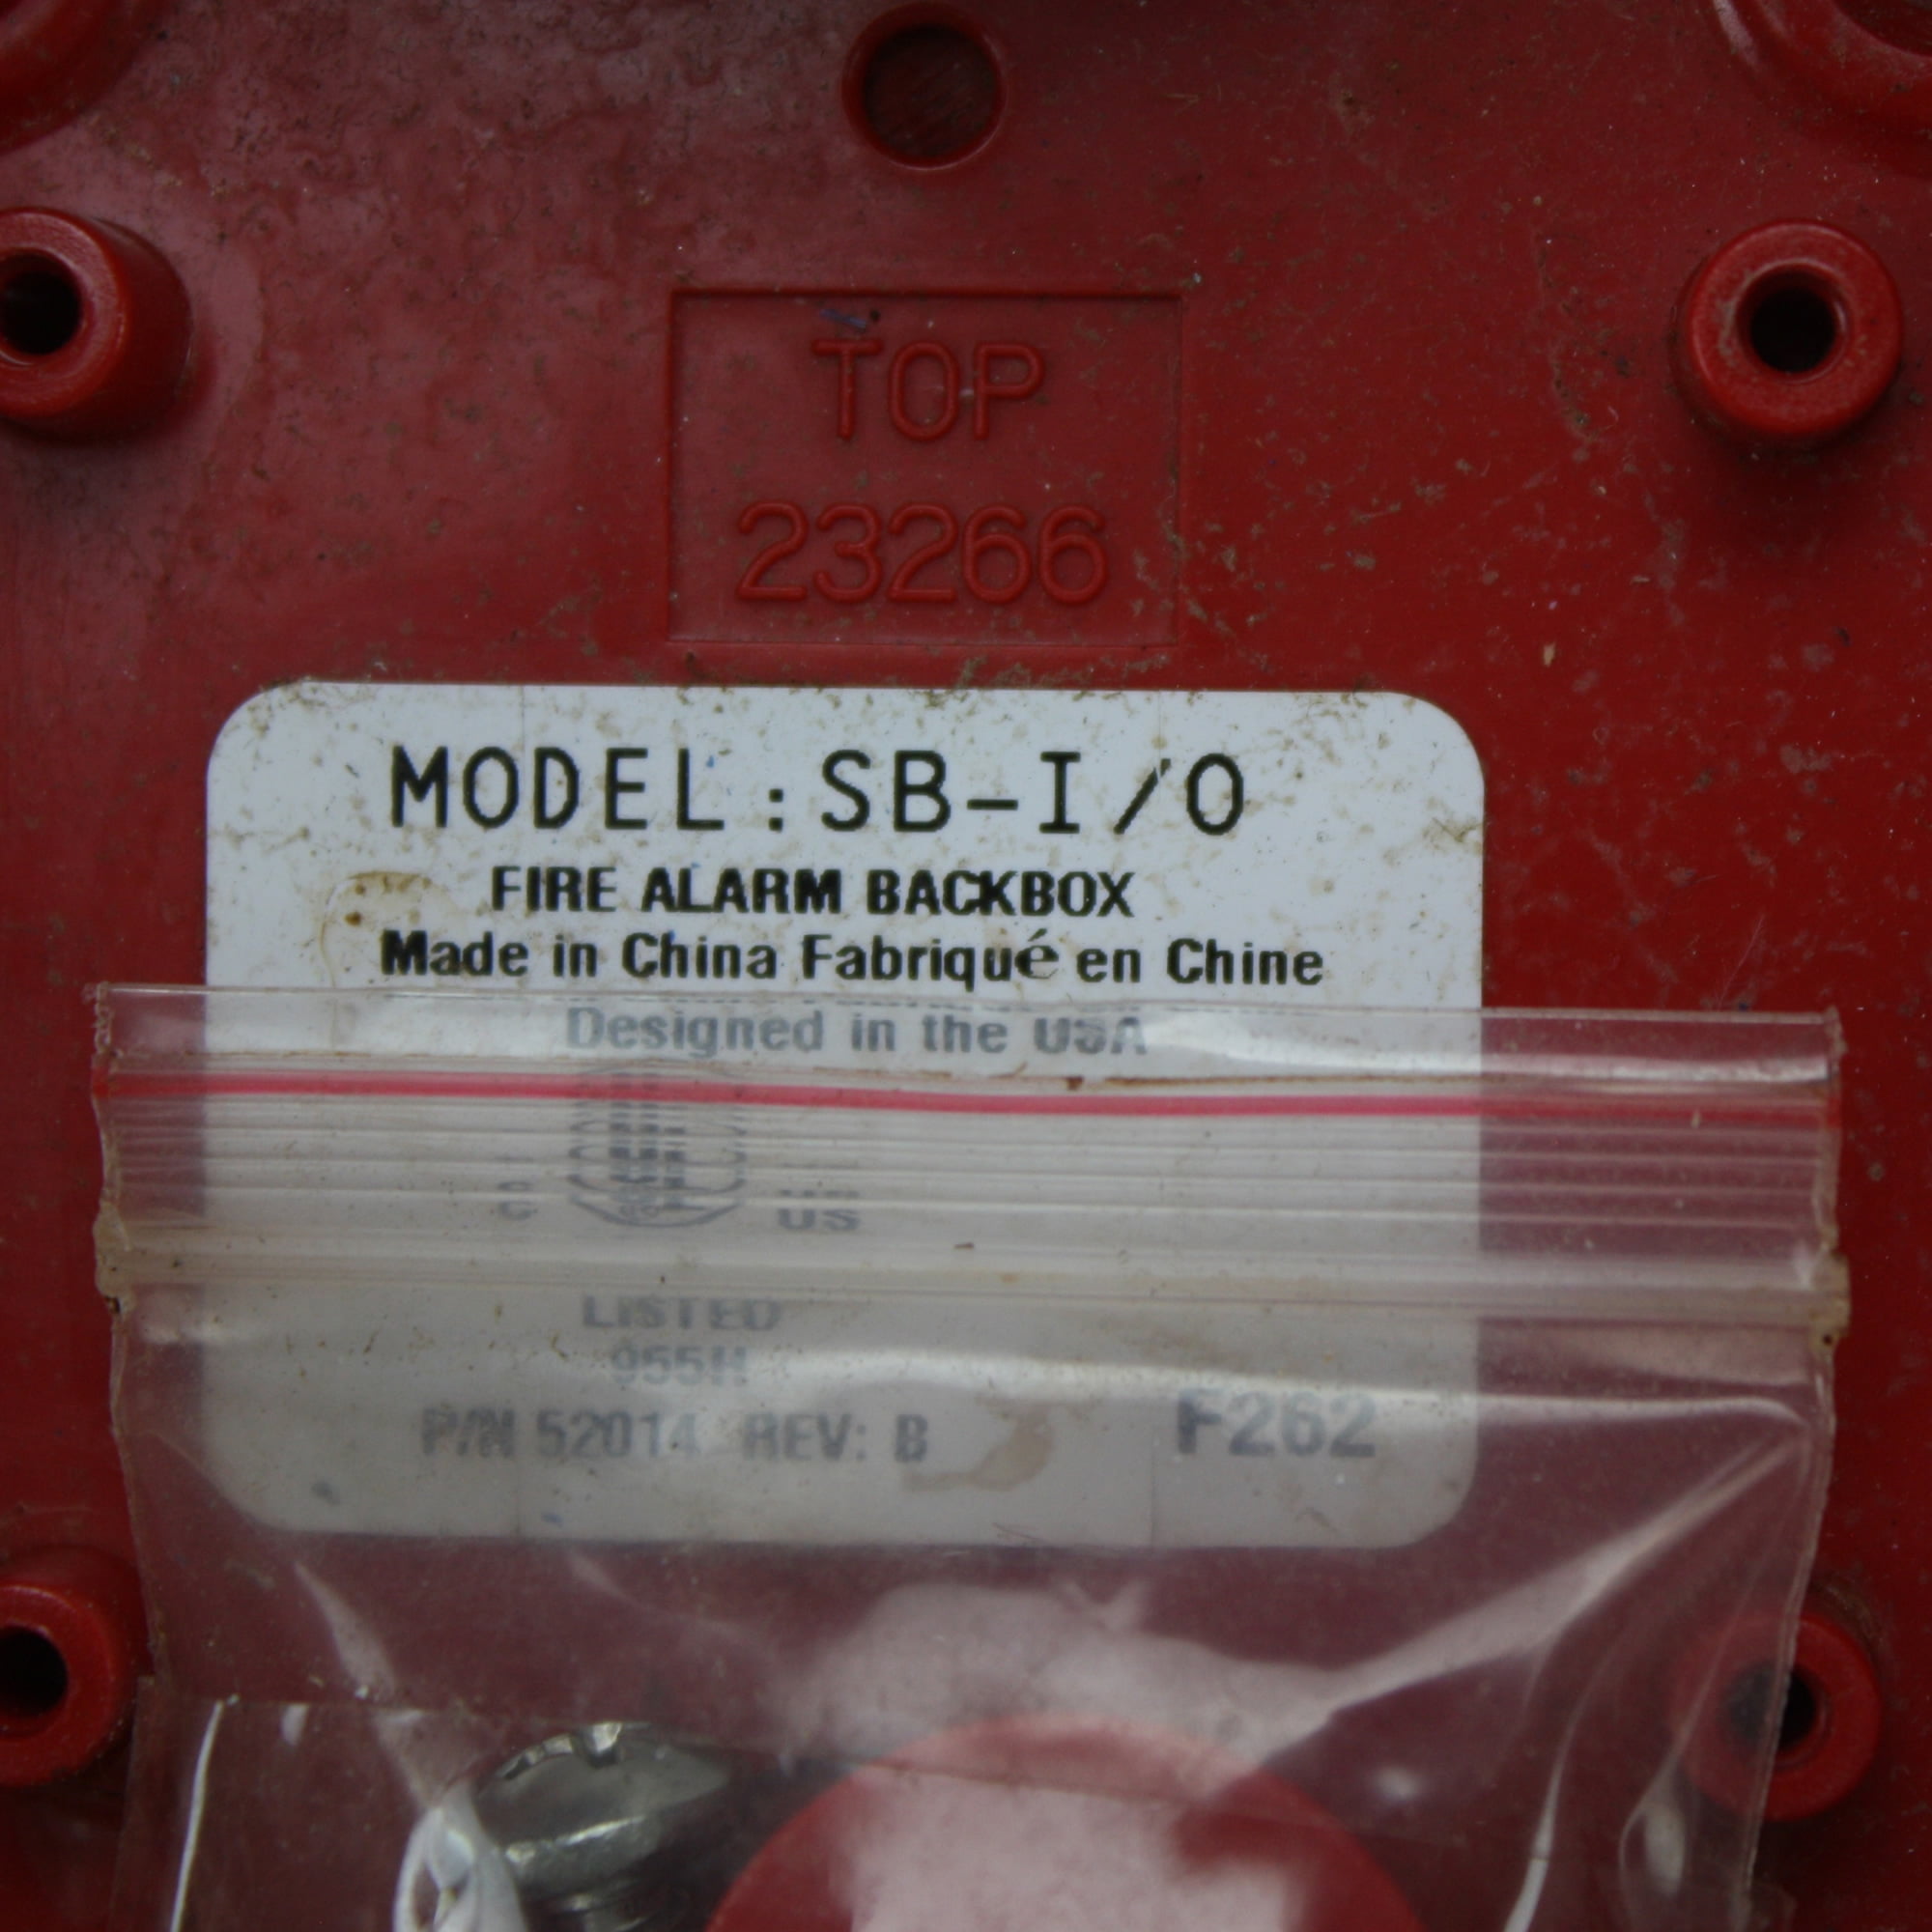 TOP
23266
MODEL:SB-I/O
FIRE ALARM BACKBOX
Made in China Fabriqué en Chine
Designed in the USA
C US
LISTED
955H
P/N 52014 REV: B F262